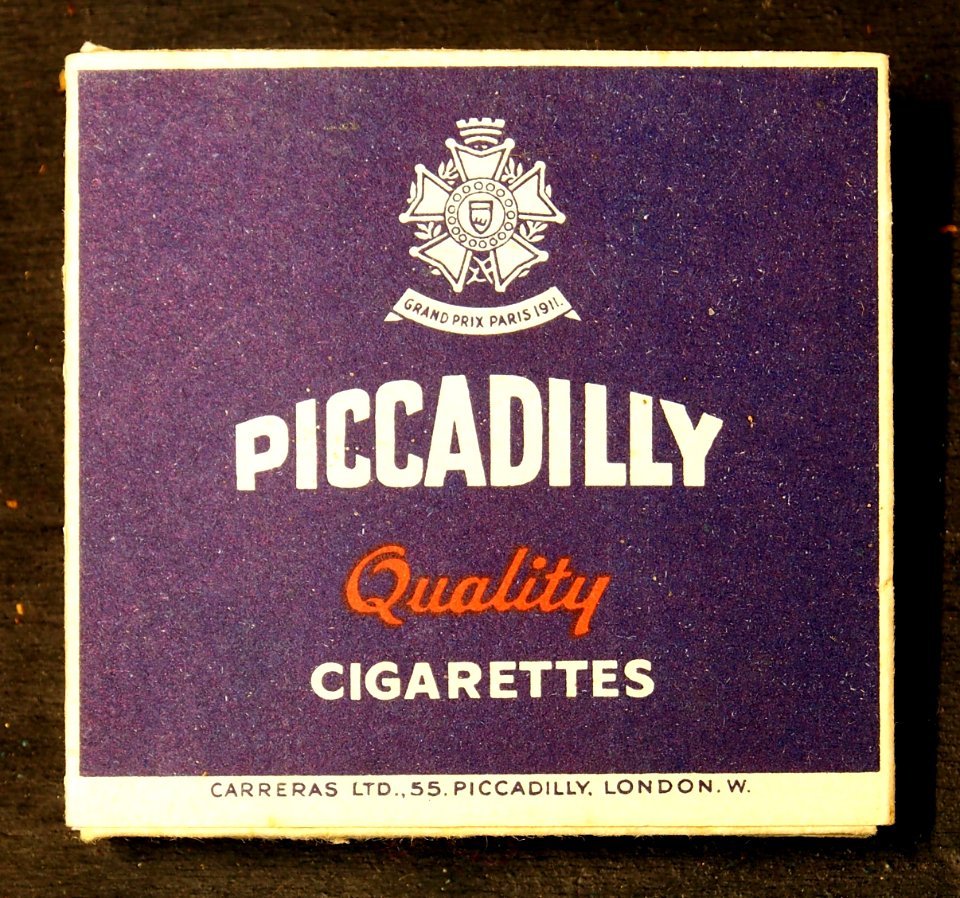 GRAND PRIX PARIS 1911.
PICCADILLY
Quality
CIGARETTES
CARRERAS LTD., 55. PICCADILLY, LONDON. W.